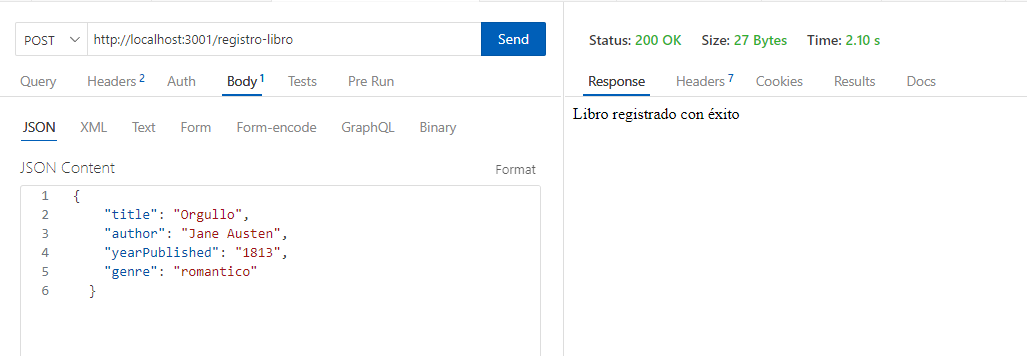 POST http://localhost:3001/registro-libro Send
Query Headers 2 Auth Body 1 Tests Pre Run
JSON XML Text Form Form-encode GraphQL Binary
JSON Content Format
1 {
2 "title": "Orgullo",
3 "author": "Jane Austen",
4 "yearPublished": "1813",
5 "genre": "romantico"
6 }
Status: 200 OK Size: 27 Bytes Time: 2.10 s
Response Headers 7 Cookies Results Docs
Libro registrado con éxito